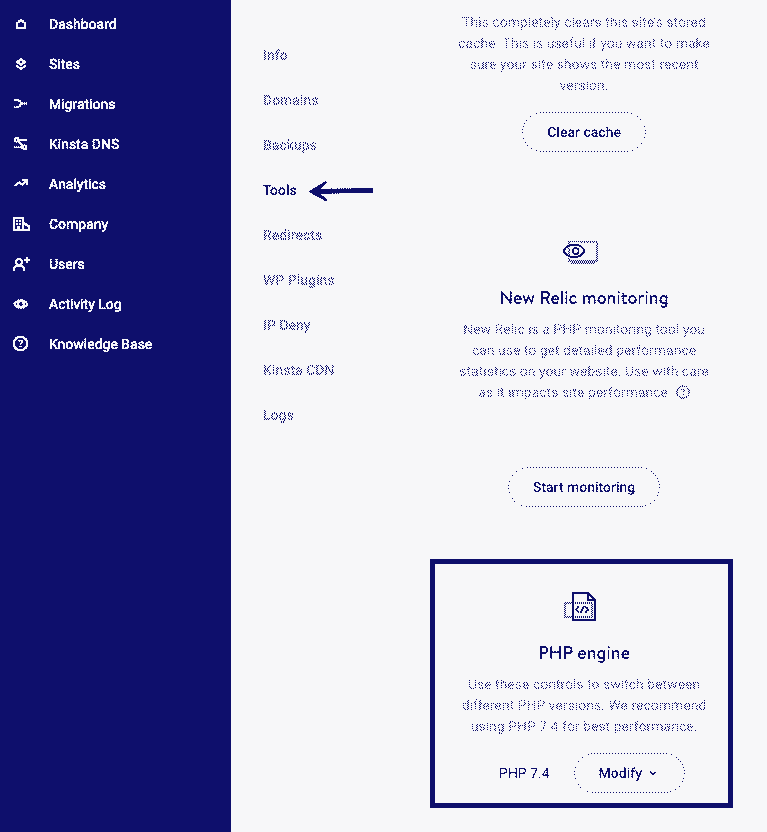 Dashboard
Sites
Migrations
Kinsta DNS
Analytics
Company
Users
Activity Log
Knowledge Base
Info
Domains
Backups
Tools
Redirects
WP Plugins
IP Deny
Kinsta CDN
Logs
This completely clears this site's stored
cache. This is useful if you want to make
sure your site shows the most recent
version.
Clear cache
New Relic monitoring
New Relic is a PHP monitoring tool you
can use to get detailed performance
statistics on your website. Use with care
as it impacts site performance.
Start monitoring
PHP engine
Use these controls to switch between
different PHP versions. We recommend
using PHP 7.4 for best performance.
PHP 7.4 Modify